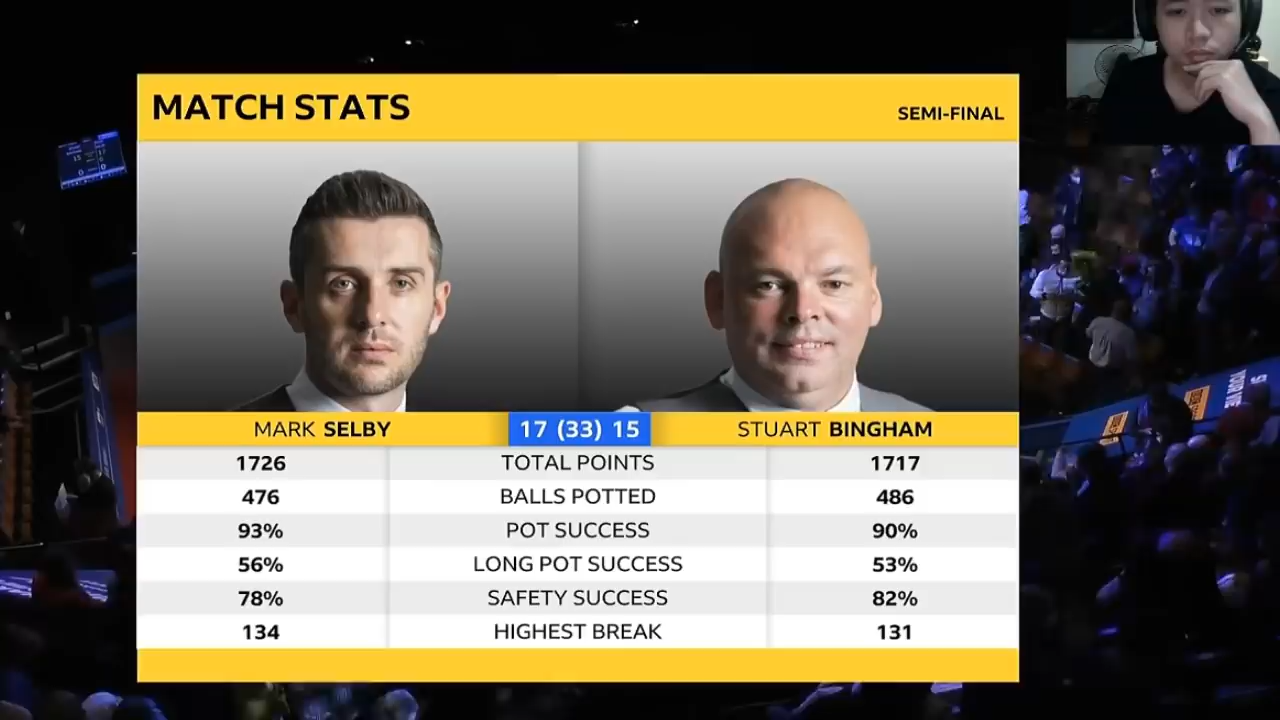 MATCH STATS
SEMI-FINAL
MARK SELBY 17 (33) 15 STUART BINGHAM
1726 TOTAL POINTS 1717
476 BALLS POTTED 486
93% POT SUCCESS 90%
56% LONG POT SUCCESS 53%
78% SAFETY SUCCESS 82%
134 HIGHEST BREAK 131